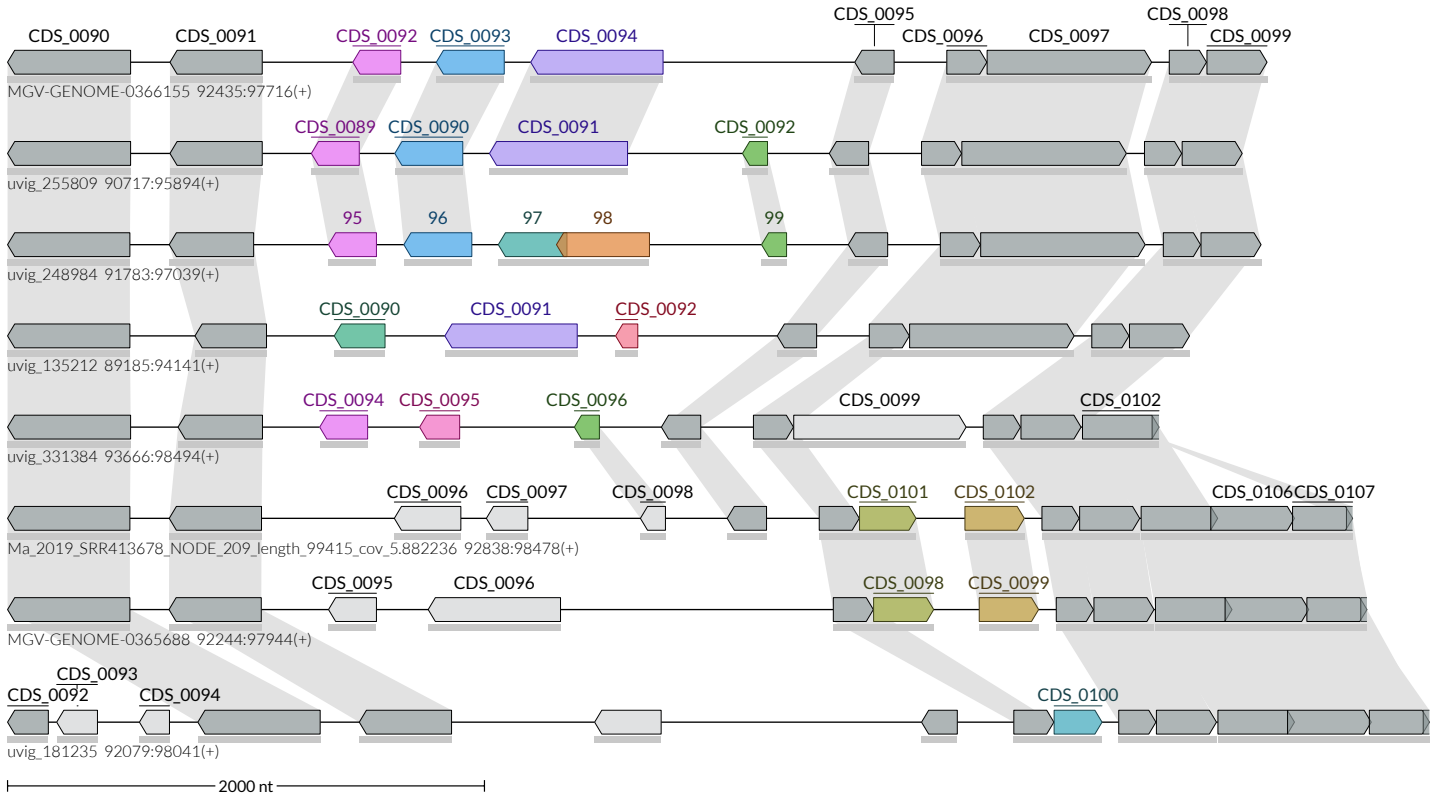 CDS_0095 CDS_0098
CDS_0090 CDS_0091 CDS_0092 CDS_0093 CDS_0094 CDS_0096 CDS_0097 CDS_0099
MGV-GENOME-0366155 92435:97716(+)
CDS_0089 CDS_0090 CDS_0091 CDS_0092
uvig_255809 90717:95894(+)
95 96 97 98 99
uvig_248984 91783:97039(+)
CDS_0090 CDS_0091 CDS_0092
uvig_135212 89185:94141(+)
CDS_0094 CDS_0095 CDS_0096 CDS_0099 CDS_0102
uvig_331384 93666:98494(+)
CDS_0096 CDS_0097 CDS_0098 CDS_0101 CDS_0102 CDS_0106 CDS_0107
Ma_2019_SRR413678_NODE_209_length_99415_cov_5.882236 92838:98478(+)
CDS_0095 CDS_0096 CDS_0098 CDS_0099
MGV-GENOME-0365688 92244:97944(+)
CDS_0093
CDS_0092 CDS_0094 CDS_0100
uvig_181235 92079:98041(+)
2000 nt